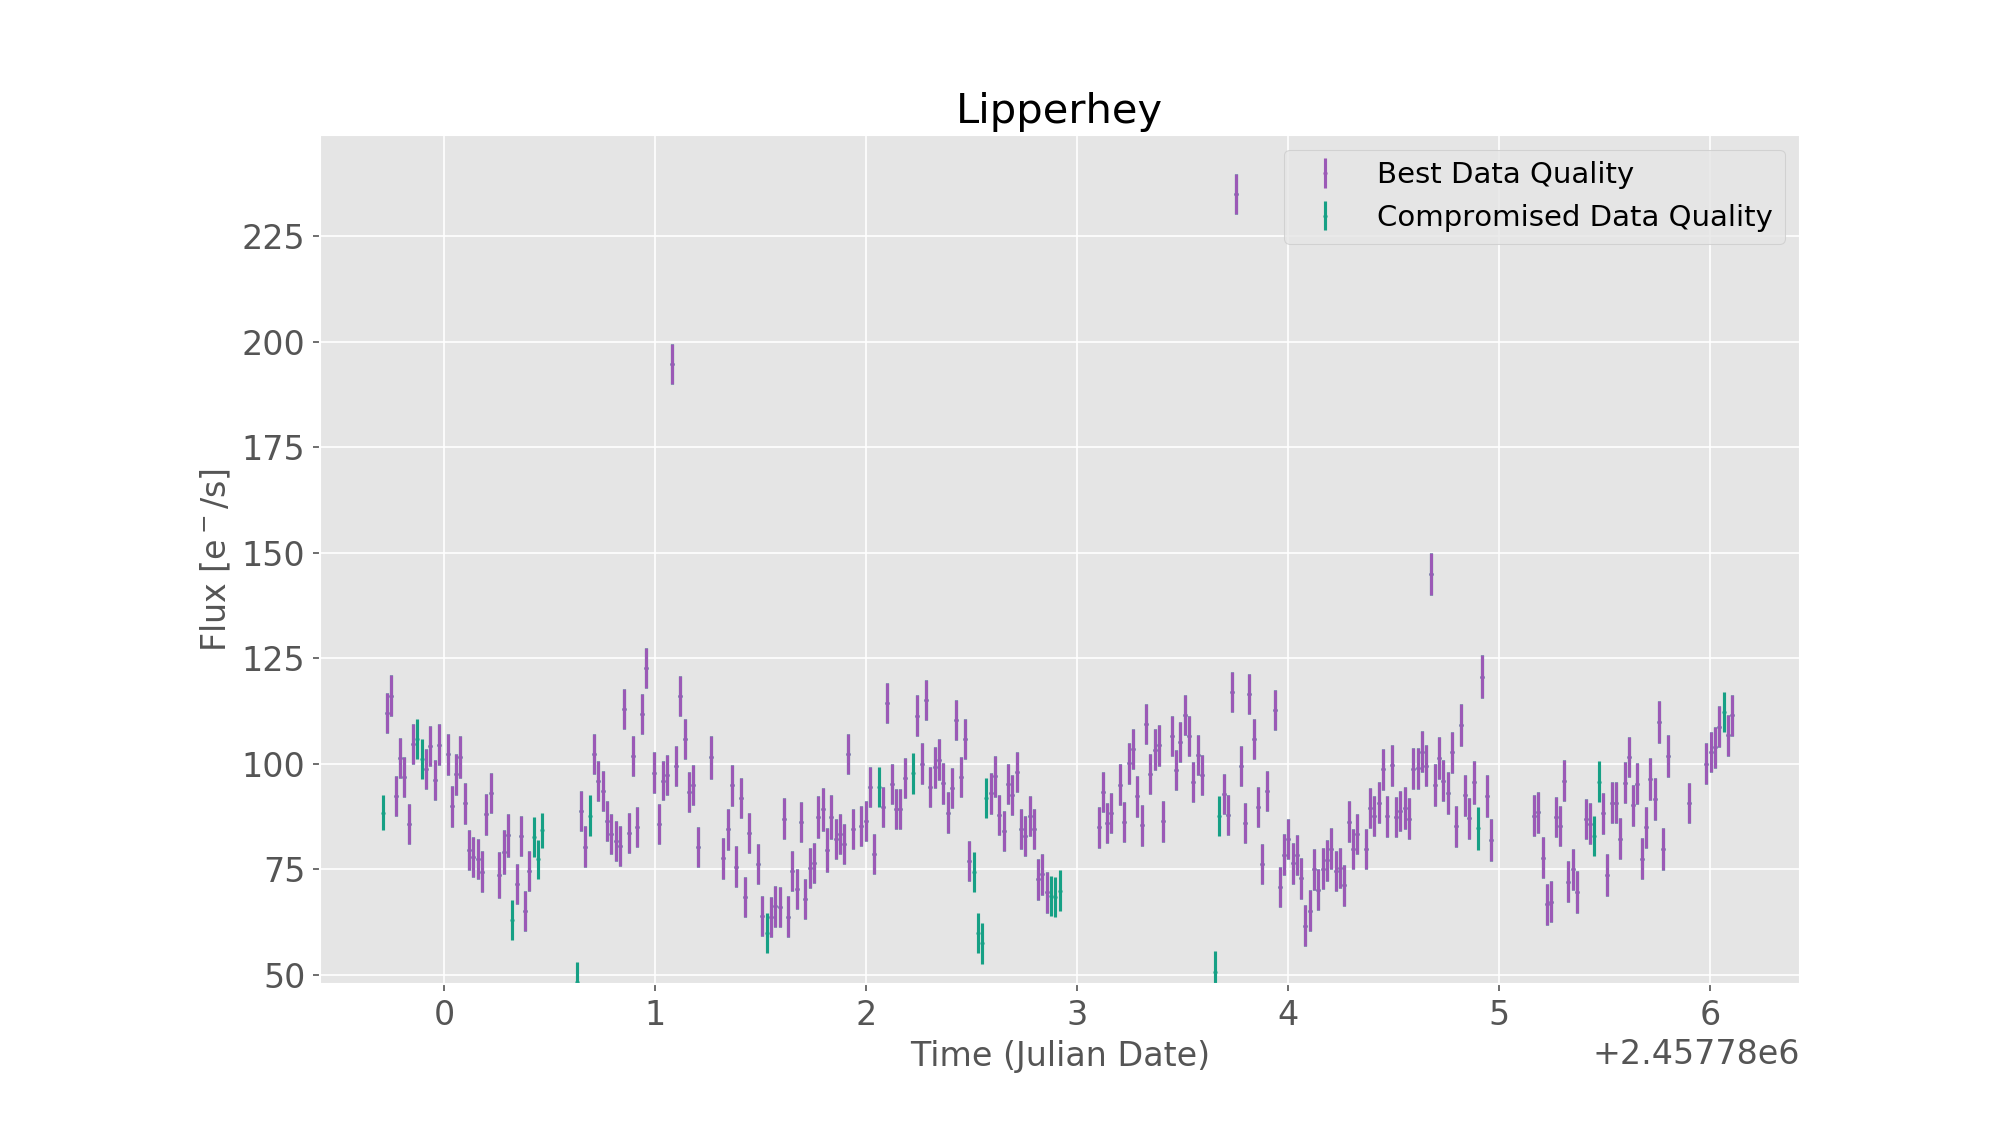 Lipperhey
Best Data Quality
Compromised Data Quality
225
200
175
150
125
100
75
50
Flux [e⁻/s]
0 1 2 3 4 5 6
Time (Julian Date)
+2.45778e6